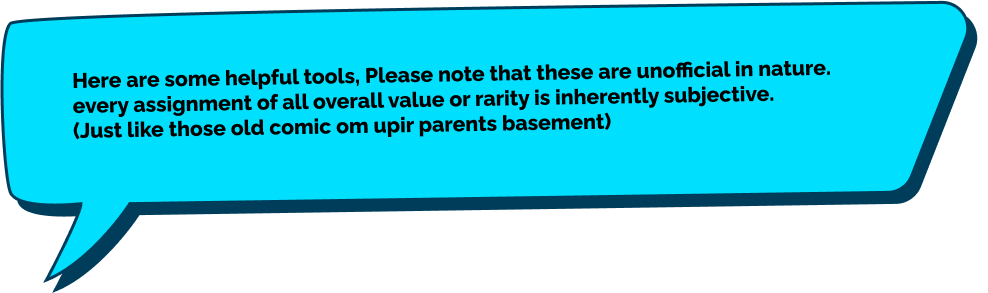 Here are some helpful tools, Please note that these are unofficial in nature.
every assignment of all overall value or rarity is inherently subjective.
(Just like those old comic om upir parents basement)